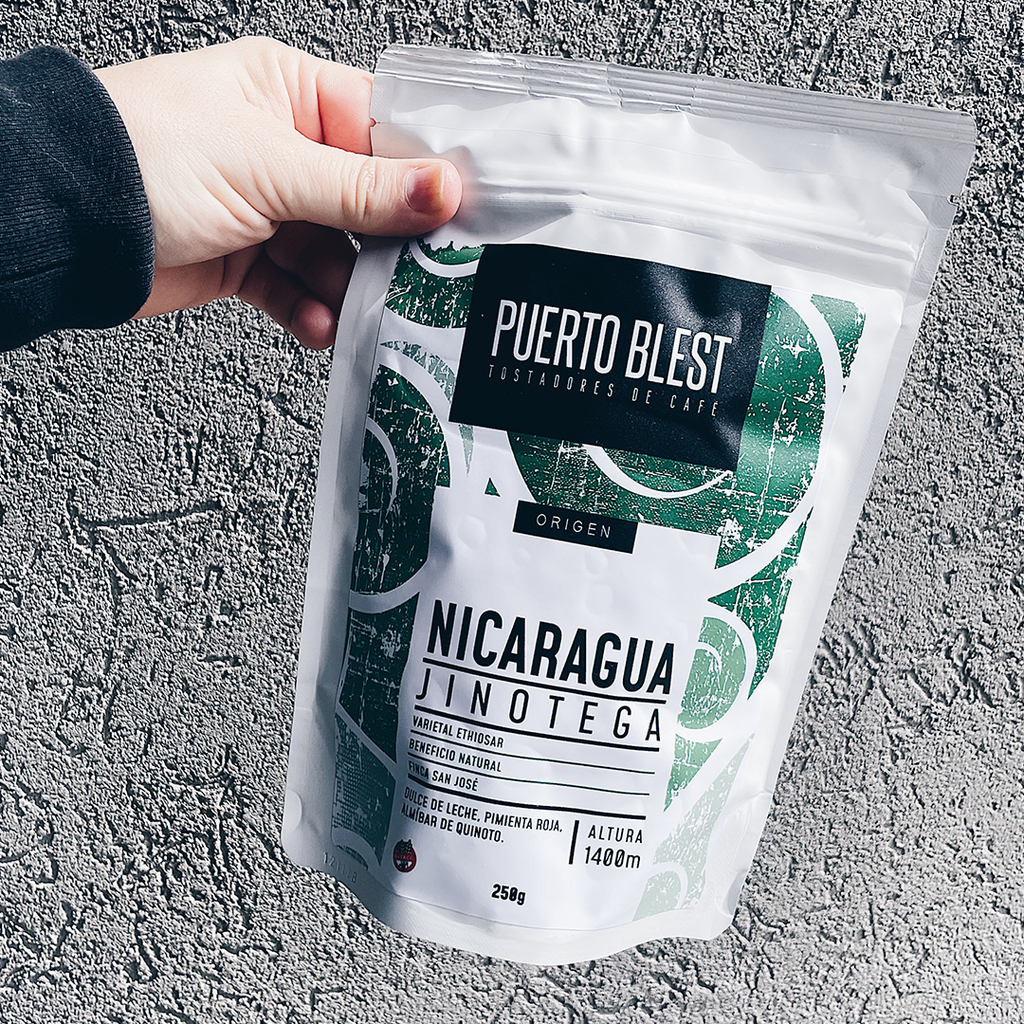 PUERTO BLEST
TOSTADORES DE CAFÉ
ORIGEN
NICARAGUA
JINOTEGA
VARIETAL ETHIOSAR
BENEFICIO NATURAL
FINCA SAN JOSÉ
DULCE DE LECHE, PIMIENTA ROJA,
ALMÍBAR DE QUINOTO.
ALTURA
1400m
250g